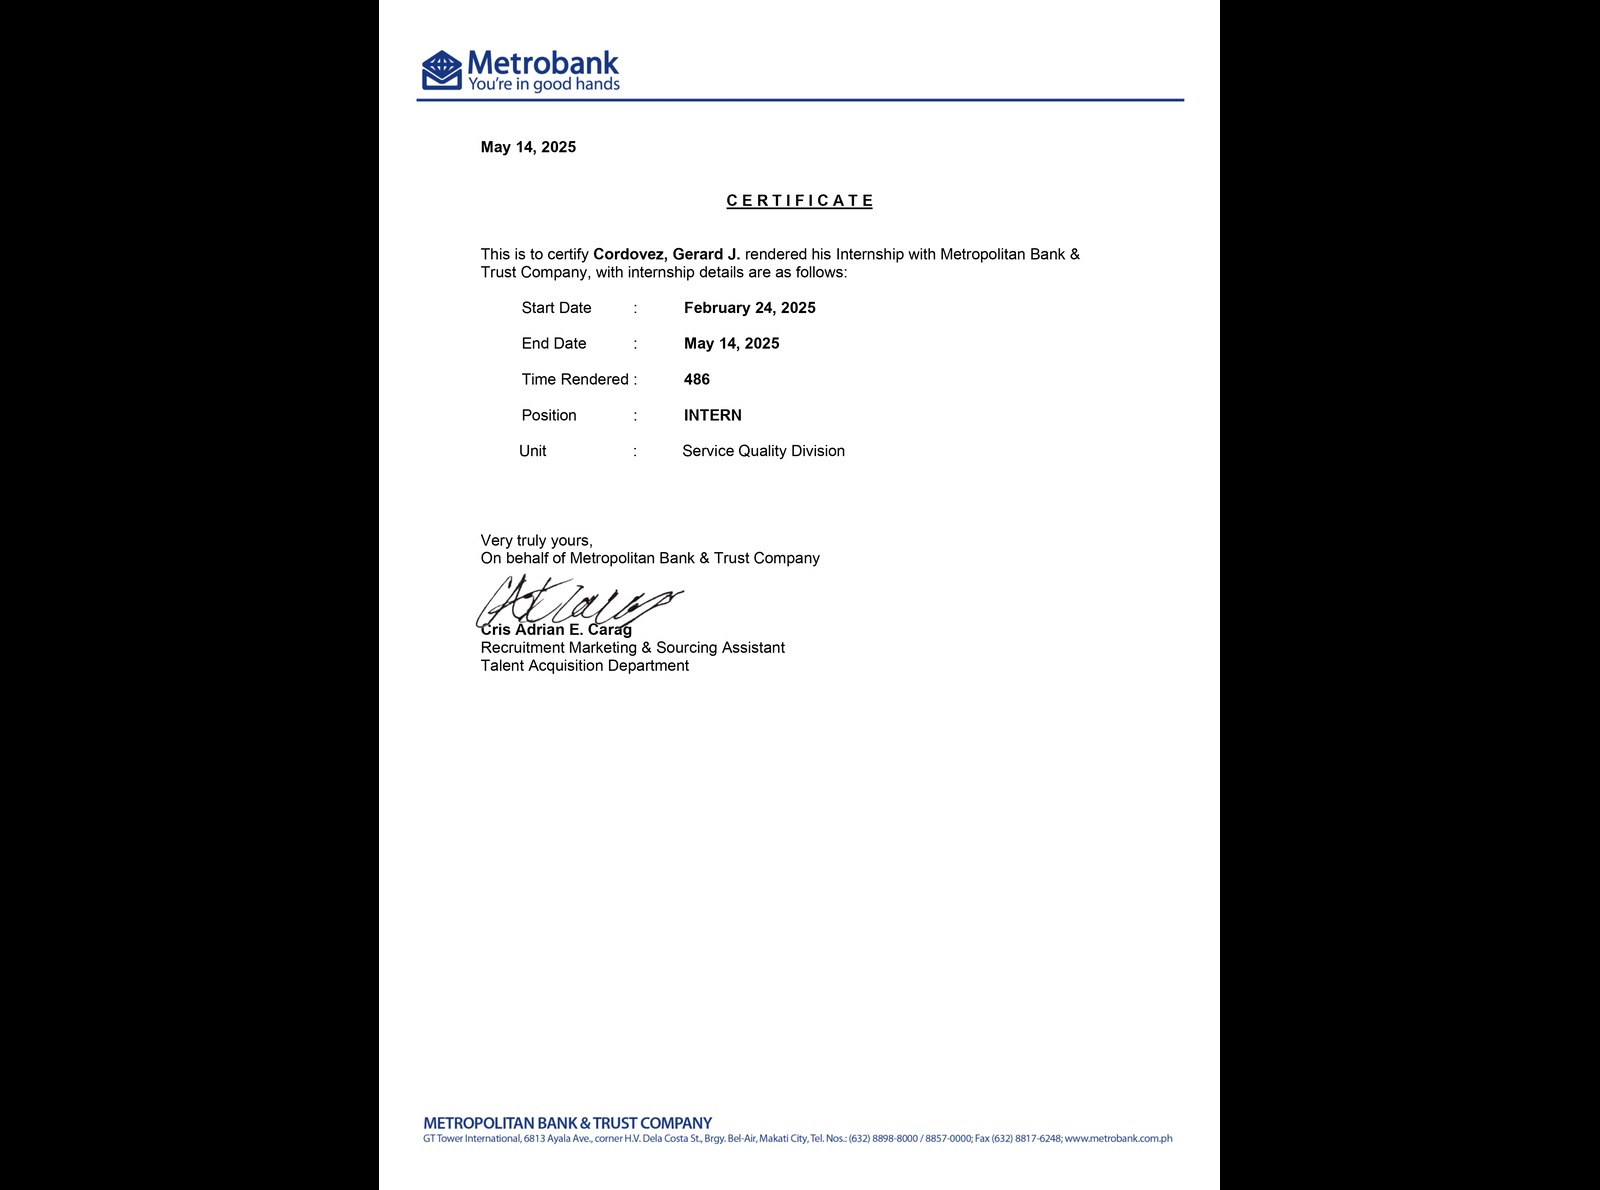 Metrobank
You're in good hands
May 14, 2025
CERTIFICATE
This is to certify Cordovez, Gerard J. rendered his Internship with Metropolitan Bank &
Trust Company, with internship details are as follows:
Start Date : February 24, 2025
End Date : May 14, 2025
Time Rendered : 486
Position : INTERN
Unit : Service Quality Division
Very truly yours,
On behalf of Metropolitan Bank & Trust Company
Cris Adrian E. Carag
Recruitment Marketing & Sourcing Assistant
Talent Acquisition Department
METROPOLITAN BANK & TRUST COMPANY
GT Tower International, 6813 Ayala Ave., corner H.V. Dela Costa St., Brgy. Bel-Air, Makati City, Tel. Nos.: (632) 8898-8000 / 8857-0000; Fax (632) 8817-6248; www.metrobank.com.ph